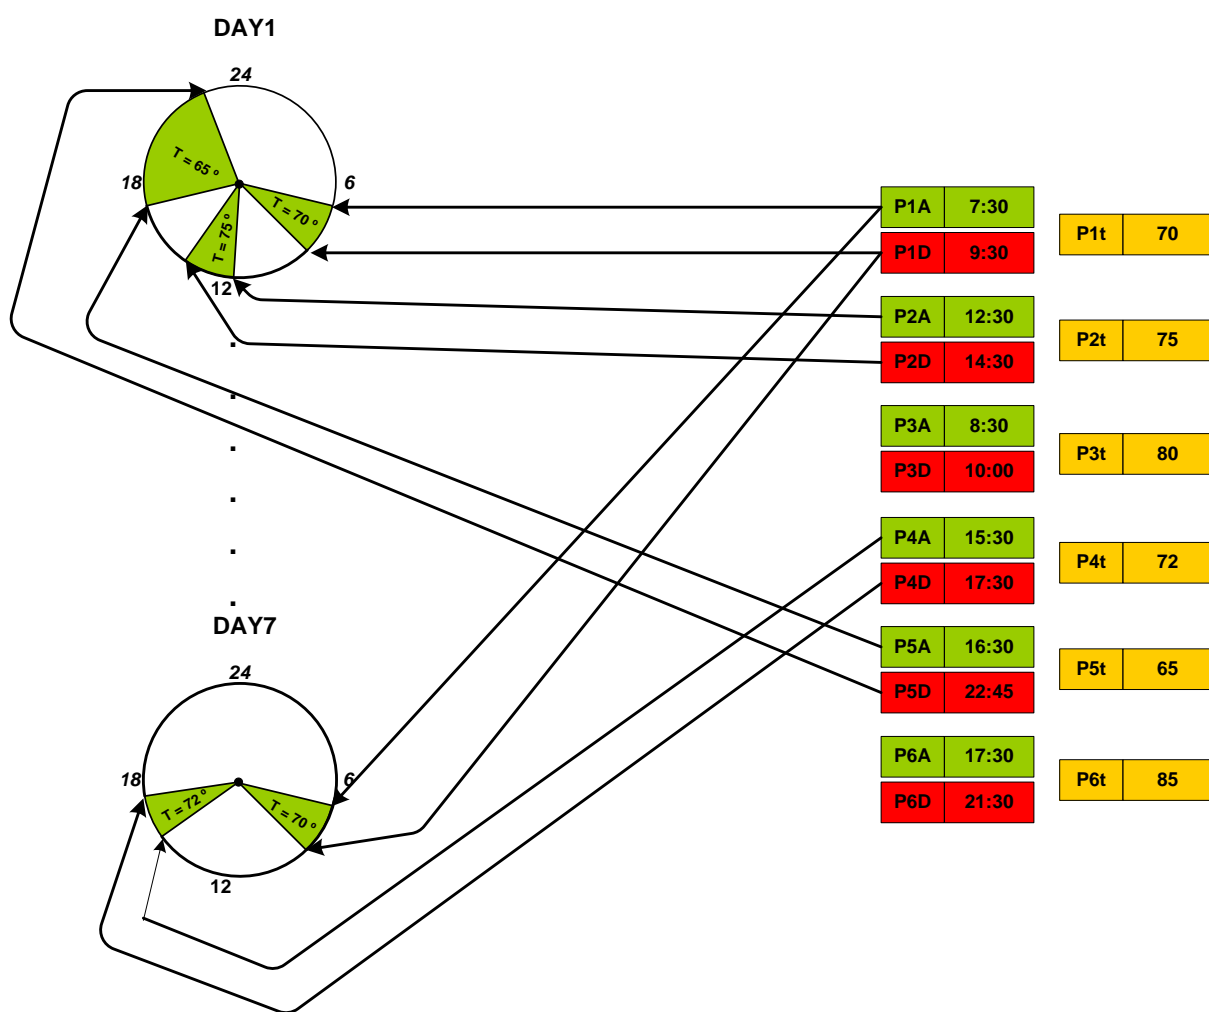 DAY1
24
T = 65 º
18
6
T = 70 º
T = 75º
12
.
.
.
.
.
.
DAY7
24
18
6
T = 72º
T = 70 º
12
P1A 7:30
P1D 9:30
P1t 70
P2A 12:30
P2D 14:30
P2t 75
P3A 8:30
P3D 10:00
P3t 80
P4A 15:30
P4D 17:30
P4t 72
P5A 16:30
P5D 22:45
P5t 65
P6A 17:30
P6D 21:30
P6t 85